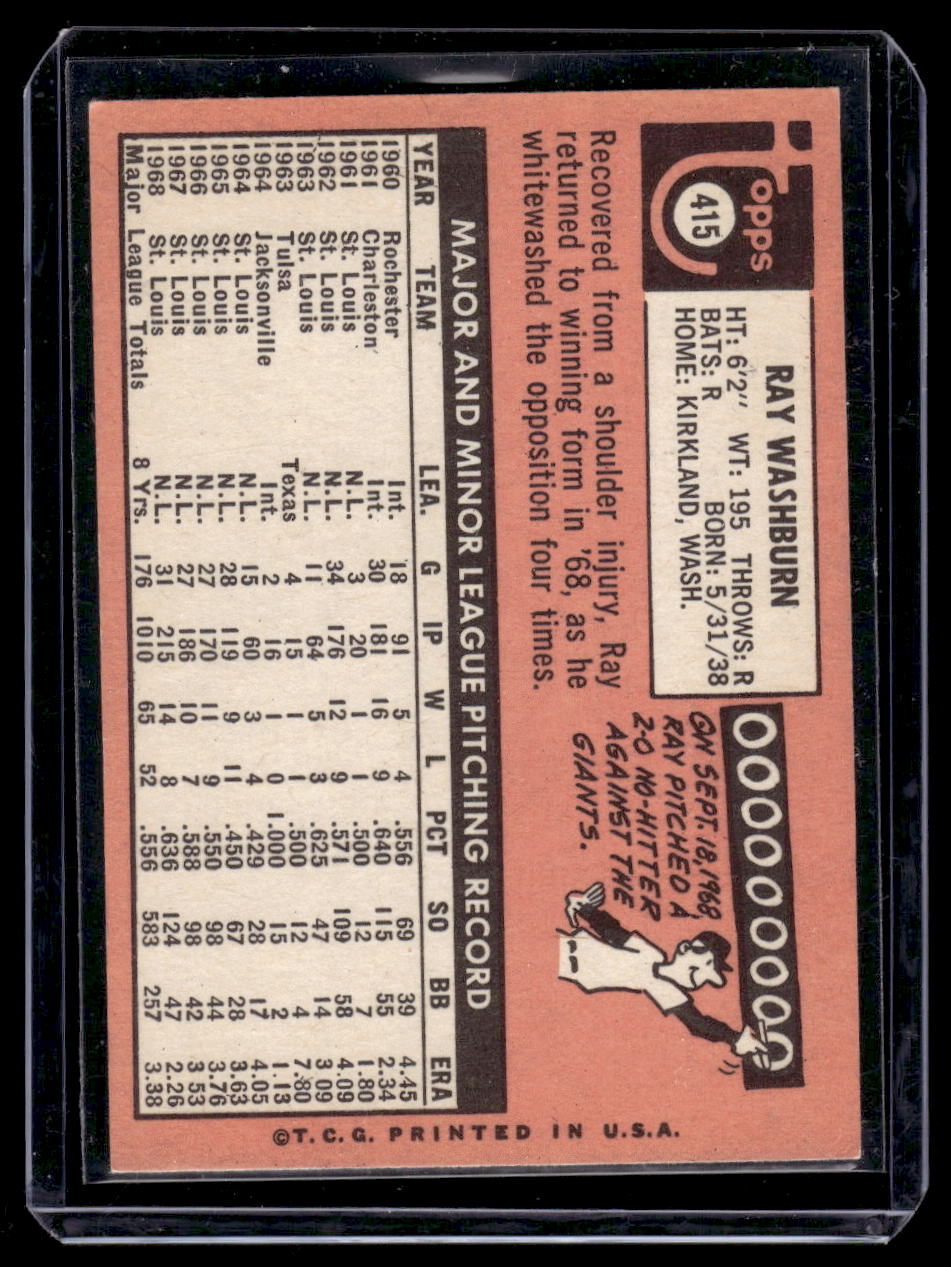 Topps
415
RAY WASHBURN
HT: 6'2" WT: 195 THROWS: R
BATS: R BORN: 5/31/38
HOME: KIRKLAND, WASH.
000000000
ON SEPT. 18, 1968,
RAY PITCHED A
2-0 NO-HITTER
AGAINST THE
GIANTS.
Recovered from a shoulder injury, Ray
returned to winning form in '68, as he
whitewashed the opposition four times.
MAJOR AND MINOR LEAGUE PITCHING RECORD
YEAR TEAM LEA. G IP W L PCT SO BB ERA
1960 Rochester Int. 18 91 5 4 .556 69 39 4.45
1961 Charleston Int. 30 181 16 9 .640 115 55 2.34
1961 St. Louis N.L. 3 20 1 1 .500 12 7 1.80
1962 St. Louis N.L. 34 176 12 9 .571 109 58 4.09
1963 St. Louis N.L. 11 64 5 3 .625 47 14 3.09
1963 Tulsa Texas 4 15 1 1 .500 12 4 7.80
1964 Jacksonville Int. 2 16 1 0 1.000 15 2 1.13
1964 St. Louis N.L. 15 60 3 4 .429 28 17 4.05
1965 St. Louis N.L. 28 119 9 11 .450 67 28 3.63
1966 St. Louis N.L. 27 170 11 9 .550 98 44 3.76
1967 St. Louis N.L. 27 186 10 7 .588 98 42 3.53
1968 St. Louis N.L. 31 215 14 8 .636 124 47 2.26
Major League Totals 8 Yrs. 176 1010 65 52 .556 583 257 3.38
©T.C.G. PRINTED IN U.S.A.